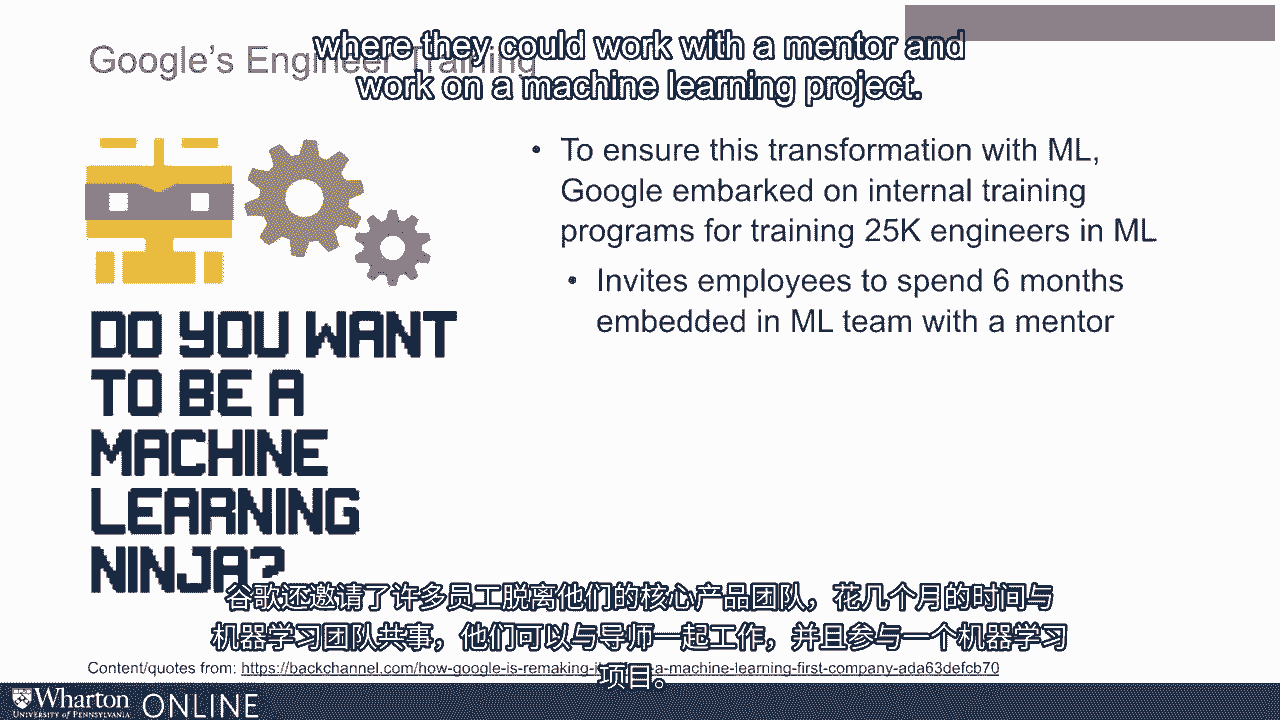 where they could work with a mentor and
work on a machine learning project.
Google's Engineer Training
• To ensure this transformation with ML,
Google embarked on internal training
programs for training 25K engineers in ML
• Invites employees to spend 6 months
embedded in ML team with a mentor
DO YOU WANT
TO BE A
MACHINE
LEARNING
NINJA?
谷歌还邀请了许多员工脱离他们的核心产品团队，花几个月的时间与
机器学习团队共事，他们可以与导师一起工作，并且参与一个机器学习
项目。
Content/quotes from: https://backchannel.com/how-google-is-remaking-i a-machine-learning-first-company-ada63defcb70
Wharton
UNIVERSITY of PENNSYLVANIA
ONLINE